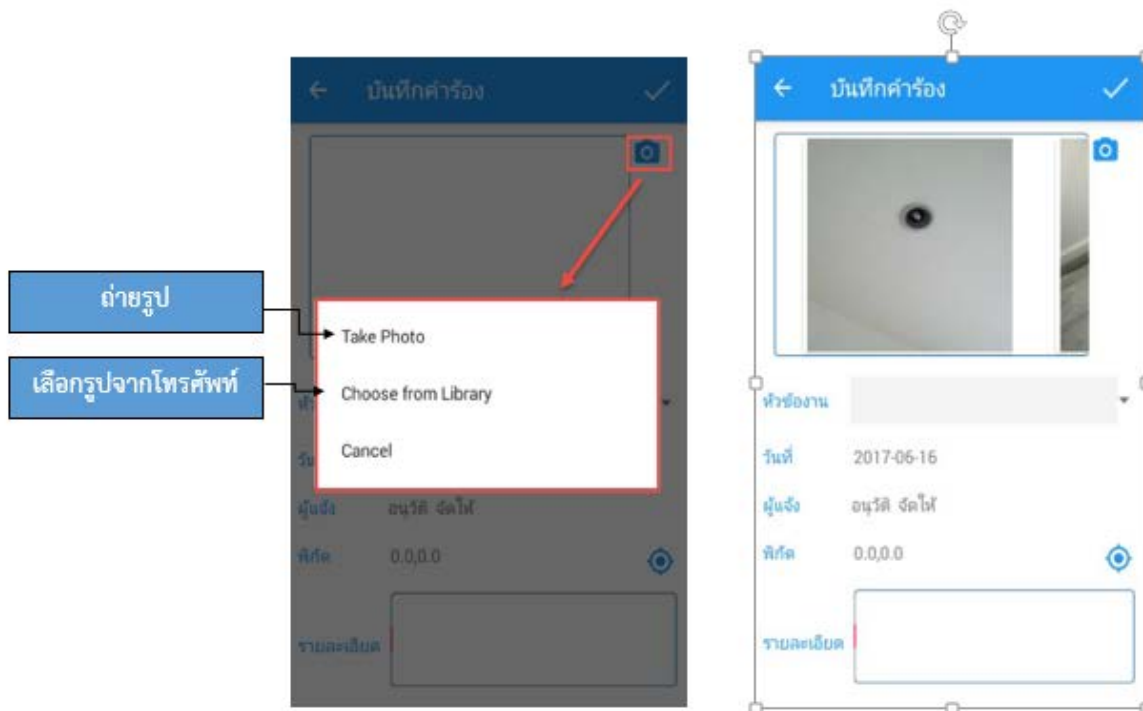 บันทึกคำร้อง
ถ่ายรูป
เลือกรูปจากโทรศัพท์
Take Photo
Choose from Library
Cancel
หั
วัน
ผู้แจ้ง อนุวัติ จัดให้
พิกัด 0.0,0.0
รายละเอียด
บันทึกคำร้อง
หัวข้องาน
วันที่ 2017-06-16
ผู้แจ้ง อนุวัติ จัดให้
พิกัด 0.0,0.0
รายละเอียด